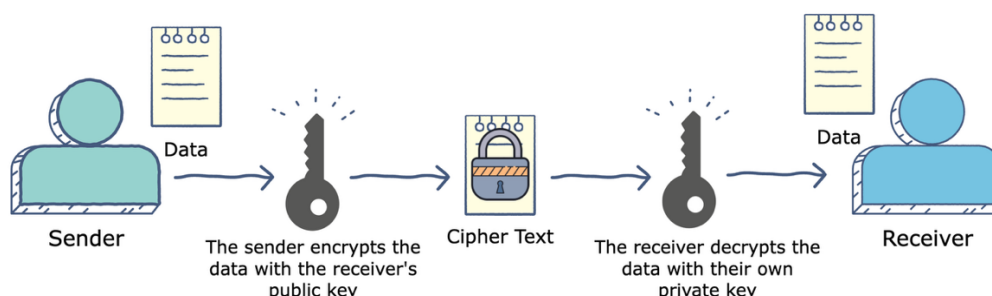 Data
Data
Sender
The sender encrypts the
data with the receiver's
public key
Cipher Text
The receiver decrypts the
data with their own
private key
Receiver